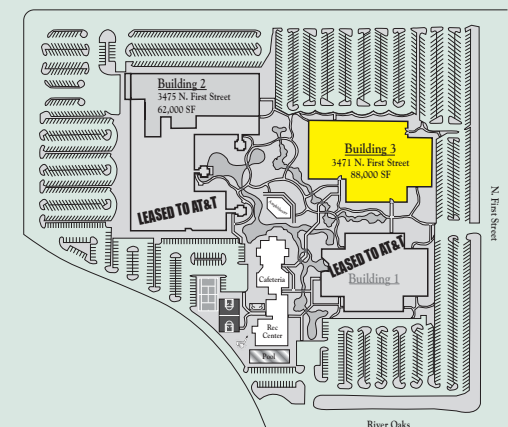 Building 2
3475 N. First Street
62,000 SF
Building 3
3471 N. First Street
88,000 SF
N. First Street
LEASED TO AT&T
LEASED TO AT&T
Building 1
Cafeteria
Rec
Center
Pool
River Oaks